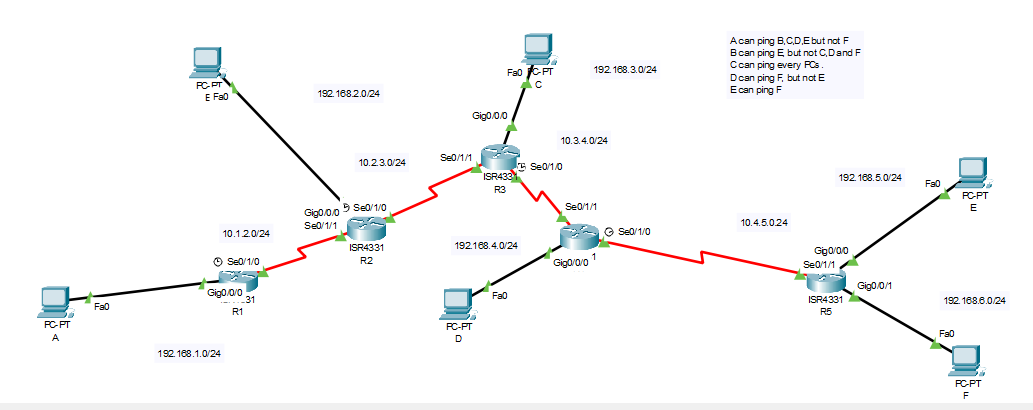 A can ping B,C,D,E but not F
B can ping E, but not C,D and F
C can ping every PCs.
D can ping F, but not E
E can ping F
PC-PT
B
Fa0
192.168.2.0/24
Fa0
PC-PT
C
192.168.3.0/24
Gig0/0/0
10.3.4.0/24
10.2.3.0/24
Se0/1/1
Se0/1/0
ISR4331
R3
192.168.5.0/24
Fa0
PC-PT
E
Gig0/0/0
Se0/1/0
Se0/1/1
ISR4331
R2
Se0/1/1
Se0/1/0
1
Gig0/0/0
10.4.5.0.24
10.1.2.0/24
192.168.4.0/24
Se0/1/0
Gig0/0/0
31
R1
Gig0/0/0
Se0/1/1
Gig0/0/1
ISR4331
R5
192.168.6.0/24
Fa0
PC-PT
A
Fa0
PC-PT
D
Fa0
PC-PT
F
192.168.1.0/24